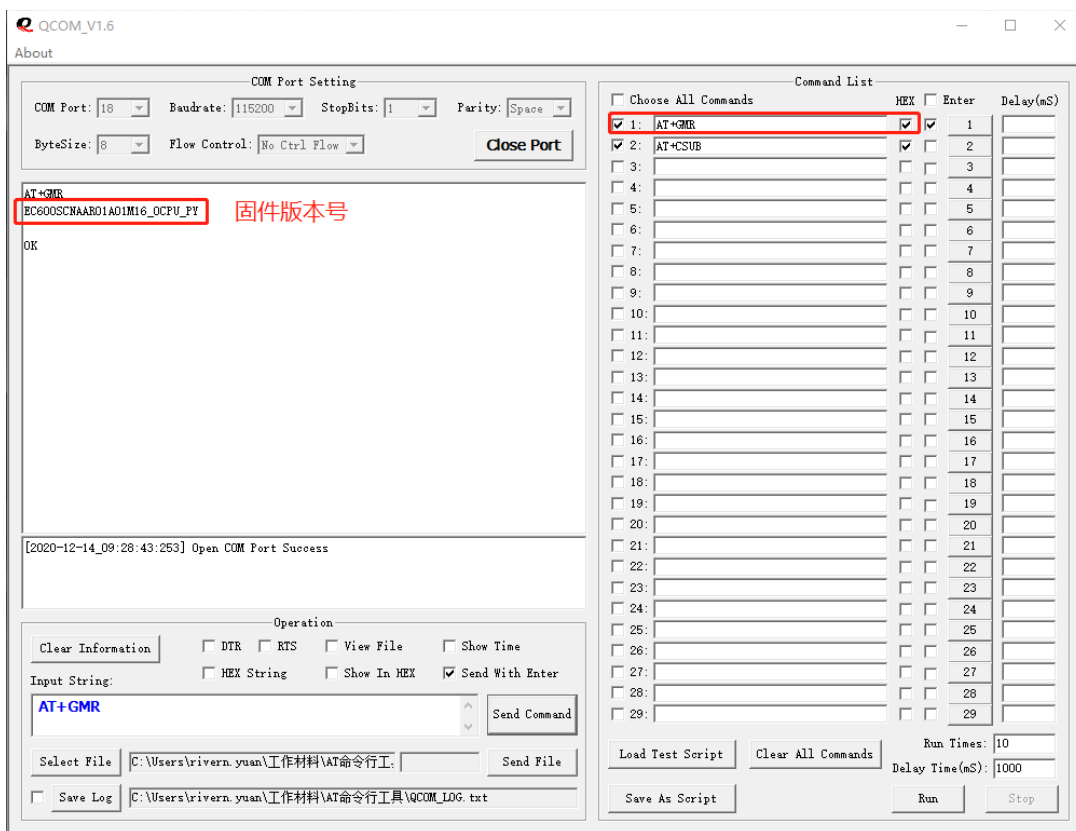 QCOM_V1.6
About
COM Port Setting
COM Port: 18 Baudrate: 115200 StopBits: 1 Parity: Space
ByteSize: 8 Flow Control: No Ctrl Flow Close Port
AT+GMR
EC600SCNAAR01A01M16_OCPU_PY 固件版本号
OK
[2020-12-14_09:28:43:253] Open COM Port Success
Operation
Clear Information DTR RTS View File Show Time
HEX String Show In HEX Send With Enter
Input String:
AT+GMR
Send Command
Select File C:\Users\rivern.yuan\工作材料\AT命令行工. Send File
Save Log C:\Users\rivern.yuan\工作材料\AT命令行工具\QCOM_LOG.txt
Command List
Choose All Commands HEX Enter Delay(mS)
1: AT+GMR 1
2: AT+CSUB 2
3: 3
4: 4
5: 5
6: 6
7: 7
8: 8
9: 9
10: 10
11: 11
12: 12
13: 13
14: 14
15: 15
16: 16
17: 17
18: 18
19: 19
20: 20
21: 21
22: 22
23: 23
24: 24
25: 25
26: 26
27: 27
28: 28
29: 29
Load Test Script Clear All Commands Run Times: 10
Delay Time(mS): 1000
Save As Script Run Stop